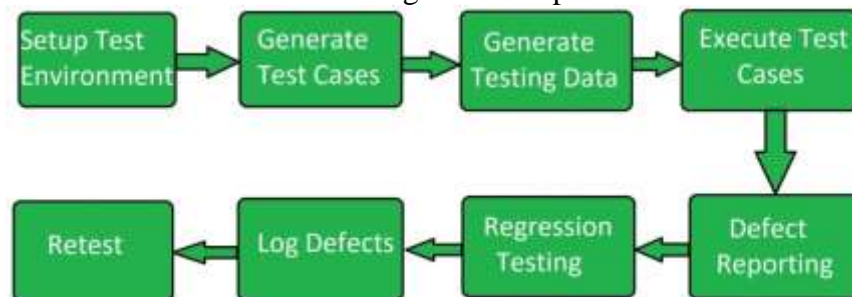 Setup Test
Environment
Generate
Test Cases
Generate
Testing Data
Execute Test
Cases
Defect
Reporting
Regression
Testing
Log Defects
Retest